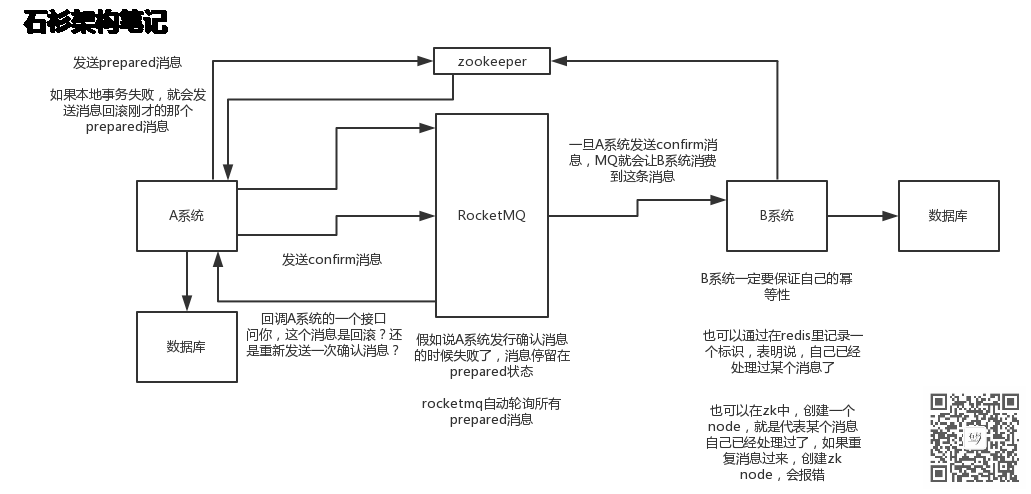 石杉架构笔记
发送prepared消息
如果本地事务失败，就会发
送消息回滚刚才的那个
prepared消息
zookeeper
一旦A系统发送confirm消
息，MQ就会让B系统消费
到这条消息
A系统
RocketMQ
B系统
数据库
发送confirm消息
B系统一定要保证自己的幂
等性
回调A系统的一个接口
问你，这个消息是回滚？还
是重新发送一次确认消息？
数据库
假如说A系统发行确认消息
的时候失败了，消息停留在
prepared状态
rocketmq自动轮询所有
prepared消息
也可以通过在redis里记录一
个标识，表明说，自己已经
处理过某个消息了
也可以在zk中，创建一个
node，就是代表某个消息
自己已经处理过了，如果重
复消息过来，创建zk
node，会报错